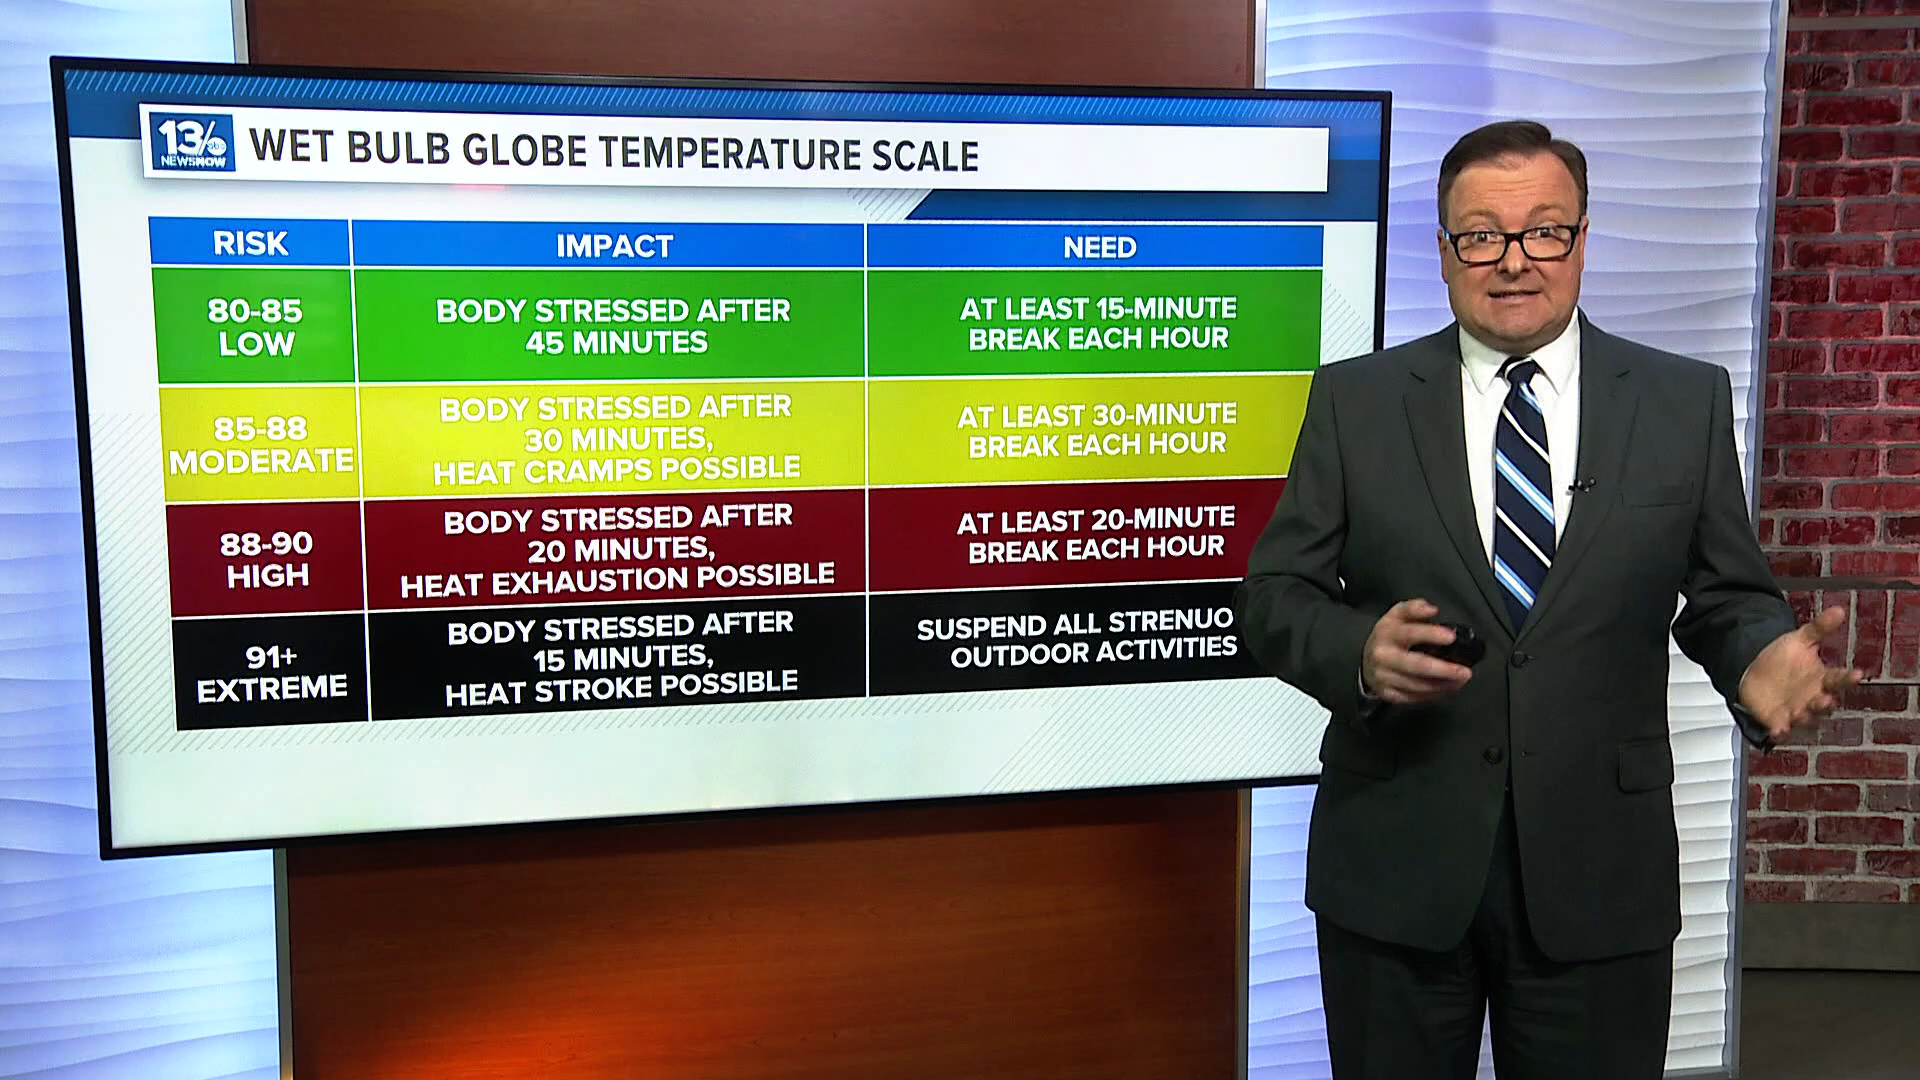 13
abc
NEWSNOW
WET BULB GLOBE TEMPERATURE SCALE
RISK
IMPACT
NEED
80-85
LOW
BODY STRESSED AFTER
45 MINUTES
AT LEAST 15-MINUTE
BREAK EACH HOUR
85-88
MODERATE
BODY STRESSED AFTER
30 MINUTES,
HEAT CRAMPS POSSIBLE
AT LEAST 30-MINUTE
BREAK EACH HOUR
88-90
HIGH
BODY STRESSED AFTER
20 MINUTES,
HEAT EXHAUSTION POSSIBLE
AT LEAST 20-MINUTE
BREAK EACH HOUR
91+
EXTREME
BODY STRESSED AFTER
15 MINUTES,
HEAT STROKE POSSIBLE
SUSPEND ALL STRENUO
OUTDOOR ACTIVITIES